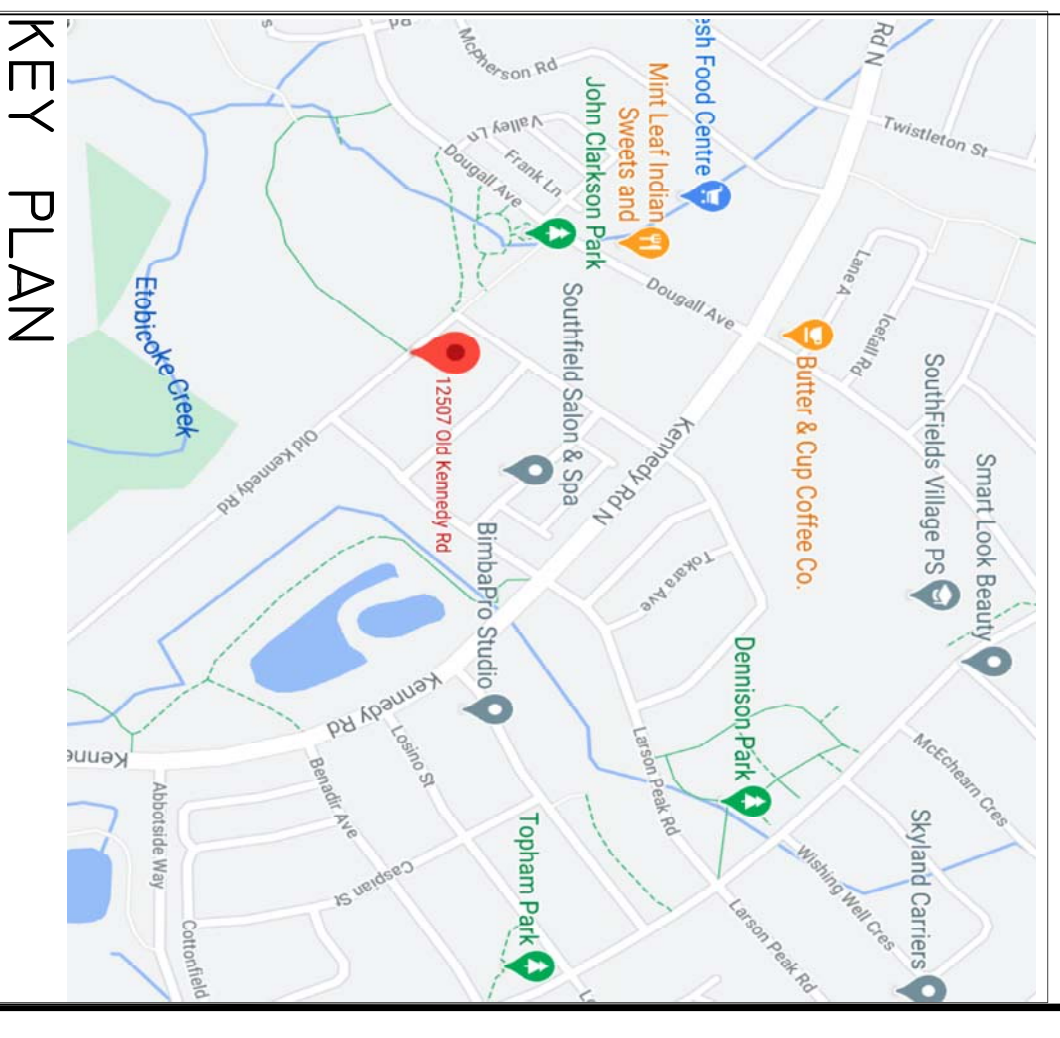 Smart Look Beauty
McEchearn Cres
Twistleton St
SouthFields Village PS
Skyland Carriers
Rd N
Icerall Rd
Lane A
Wishing Well Cres
Butter & Cup Coffee Co.
Larson Peak Rd
Dennison Park
esh Food Centre
Dougall Ave
Tokara Ave
Mint Leaf Indian
Sweets and
Larson Peak Rd
Kennedy Rd N
John Clarkson Park
Southfield Salon & Spa
Frank Ln
Topham Park
McPherson Rd
Valley Ln
Dougall Ave
BimbaPro Studio
12507 Old Kennedy Rd
Losino St
Kennedy Rd
Caspian St
Benadir Ave
Old Kennedy Rd
Cottonfield
Etobicoke Creek
Abbotside Way
Kenne
KEY PLAN